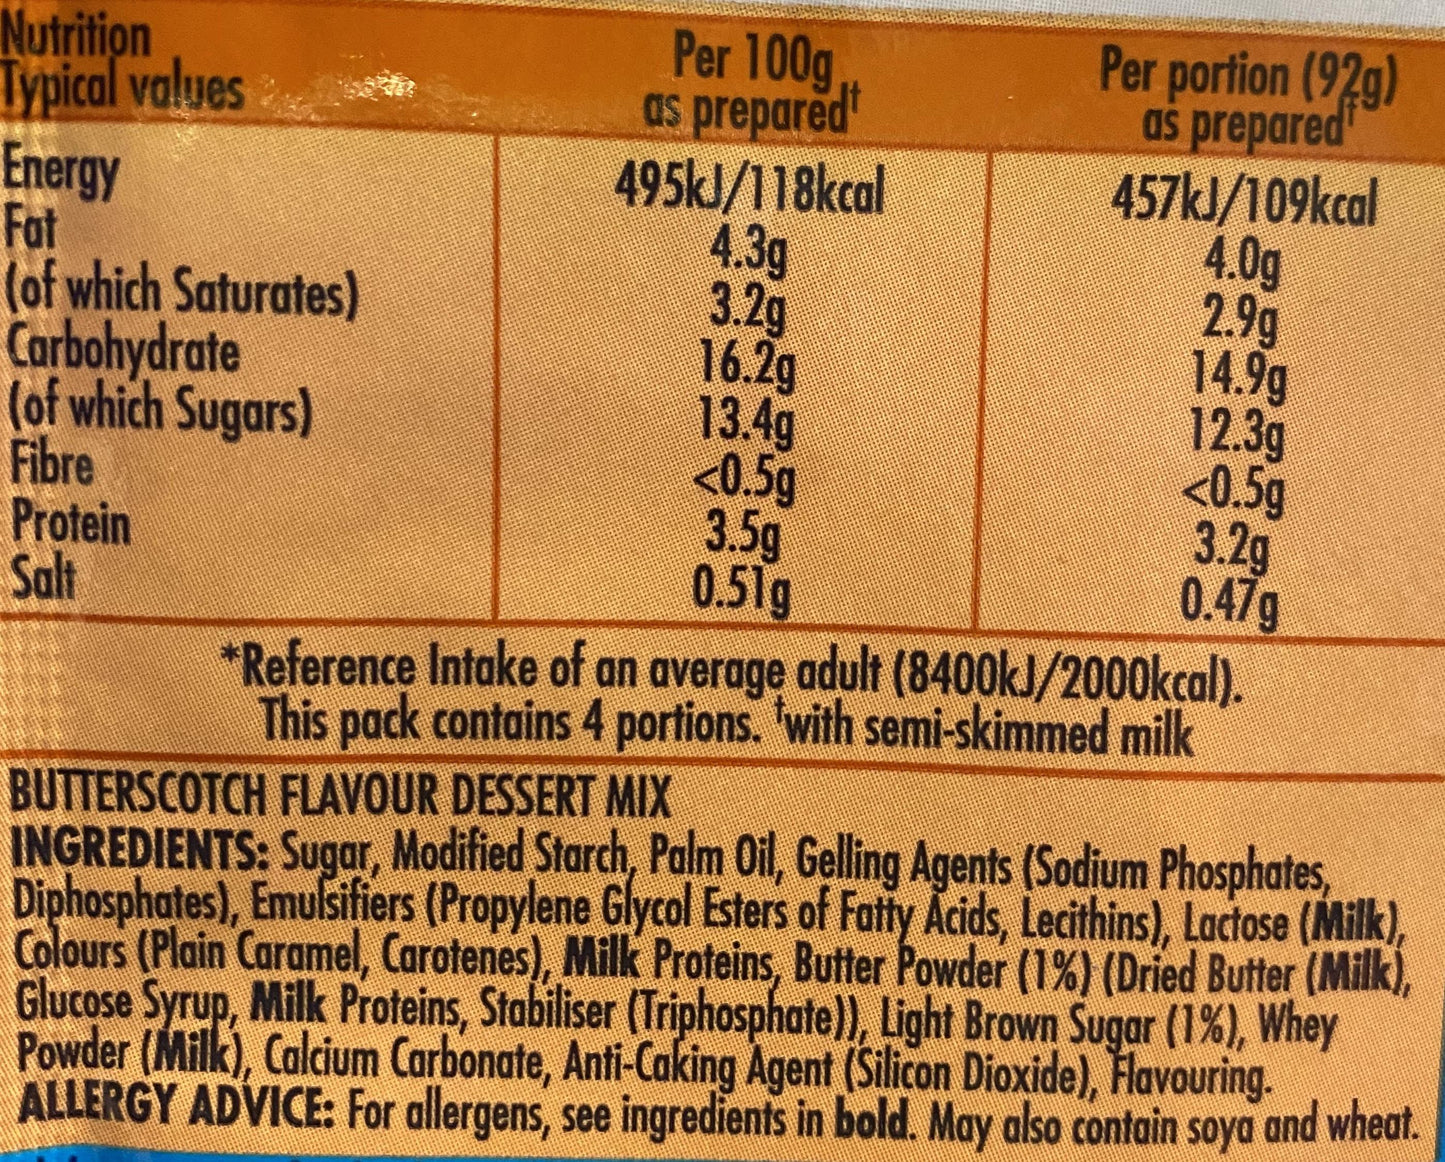 Nutrition
Typical values
Per 100g
as prepared†
Per portion (92g)
as prepared†
Energy 495kJ/118kcal 457kJ/109kcal
Fat 4.3g 4.0g
(of which Saturates) 3.2g 2.9g
Carbohydrate 16.2g 14.9g
(of which Sugars) 13.4g 12.3g
Fibre <0.5g <0.5g
Protein 3.5g 3.2g
Salt 0.51g 0.47g
*Reference Intake of an average adult (8400kJ/2000kcal).
This pack contains 4 portions. †with semi-skimmed milk
BUTTERSCOTCH FLAVOUR DESSERT MIX
INGREDIENTS: Sugar, Modified Starch, Palm Oil, Gelling Agents (Sodium Phosphates,
Diphosphates), Emulsifiers (Propylene Glycol Esters of Fatty Acids, Lecithins), Lactose (Milk),
Colours (Plain Caramel, Carotenes), Milk Proteins, Butter Powder (1%) (Dried Butter (Milk),
Glucose Syrup, Milk Proteins, Stabiliser (Triphosphate)), Light Brown Sugar (1%), Whey
Powder (Milk), Calcium Carbonate, Anti-Caking Agent (Silicon Dioxide), Flavouring.
ALLERGY ADVICE: For allergens, see ingredients in bold. May also contain soya and wheat.